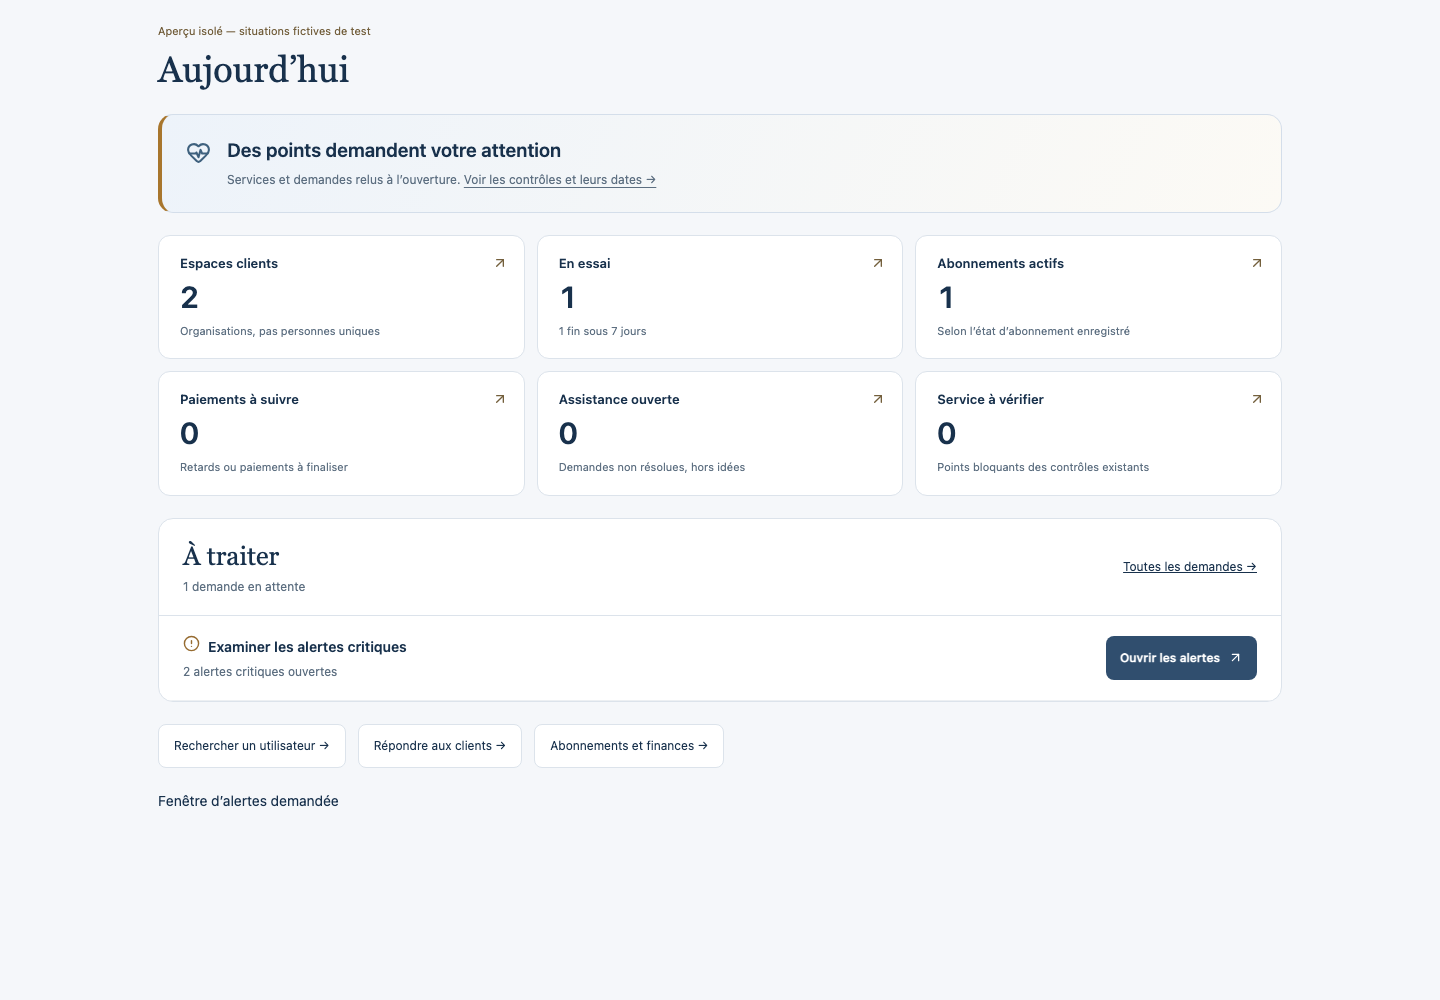 Aperçu isolé — situations fictives de test
Aujourd’hui
Des points demandent votre attention
Services et demandes relus à l’ouverture. Voir les contrôles et leurs dates →
Espaces clients
2
Organisations, pas personnes uniques
En essai
1
1 fin sous 7 jours
Abonnements actifs
1
Selon l’état d’abonnement enregistré
Paiements à suivre
0
Retards ou paiements à finaliser
Assistance ouverte
0
Demandes non résolues, hors idées
Service à vérifier
0
Points bloquants des contrôles existants
À traiter
1 demande en attente
Toutes les demandes →
Examiner les alertes critiques
2 alertes critiques ouvertes
Ouvrir les alertes
Rechercher un utilisateur →
Répondre aux clients →
Abonnements et finances →
Fenêtre d’alertes demandée